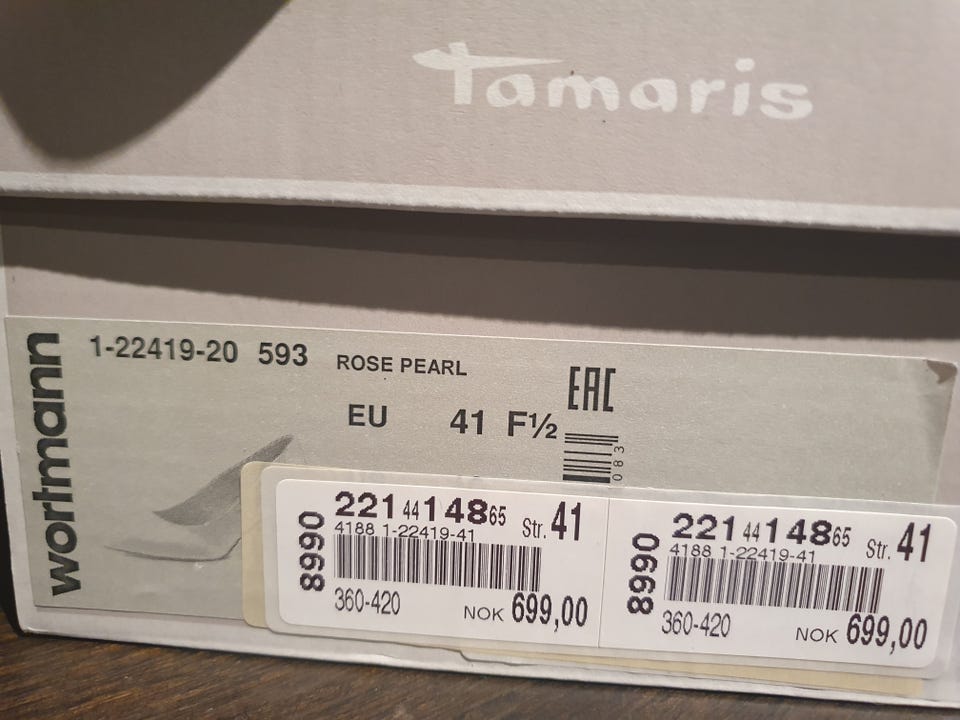 Tamaris
wortmann
1-22419-20 593 ROSE PEARL
EAC
EU 41 F½
083
8990
221 44 148 65 Str. 41
4188 1-22419-41
360-420
NOK 699,00
8990
221 44 148 65 Str. 41
4188 1-22419-41
360-420
NOK 699,00